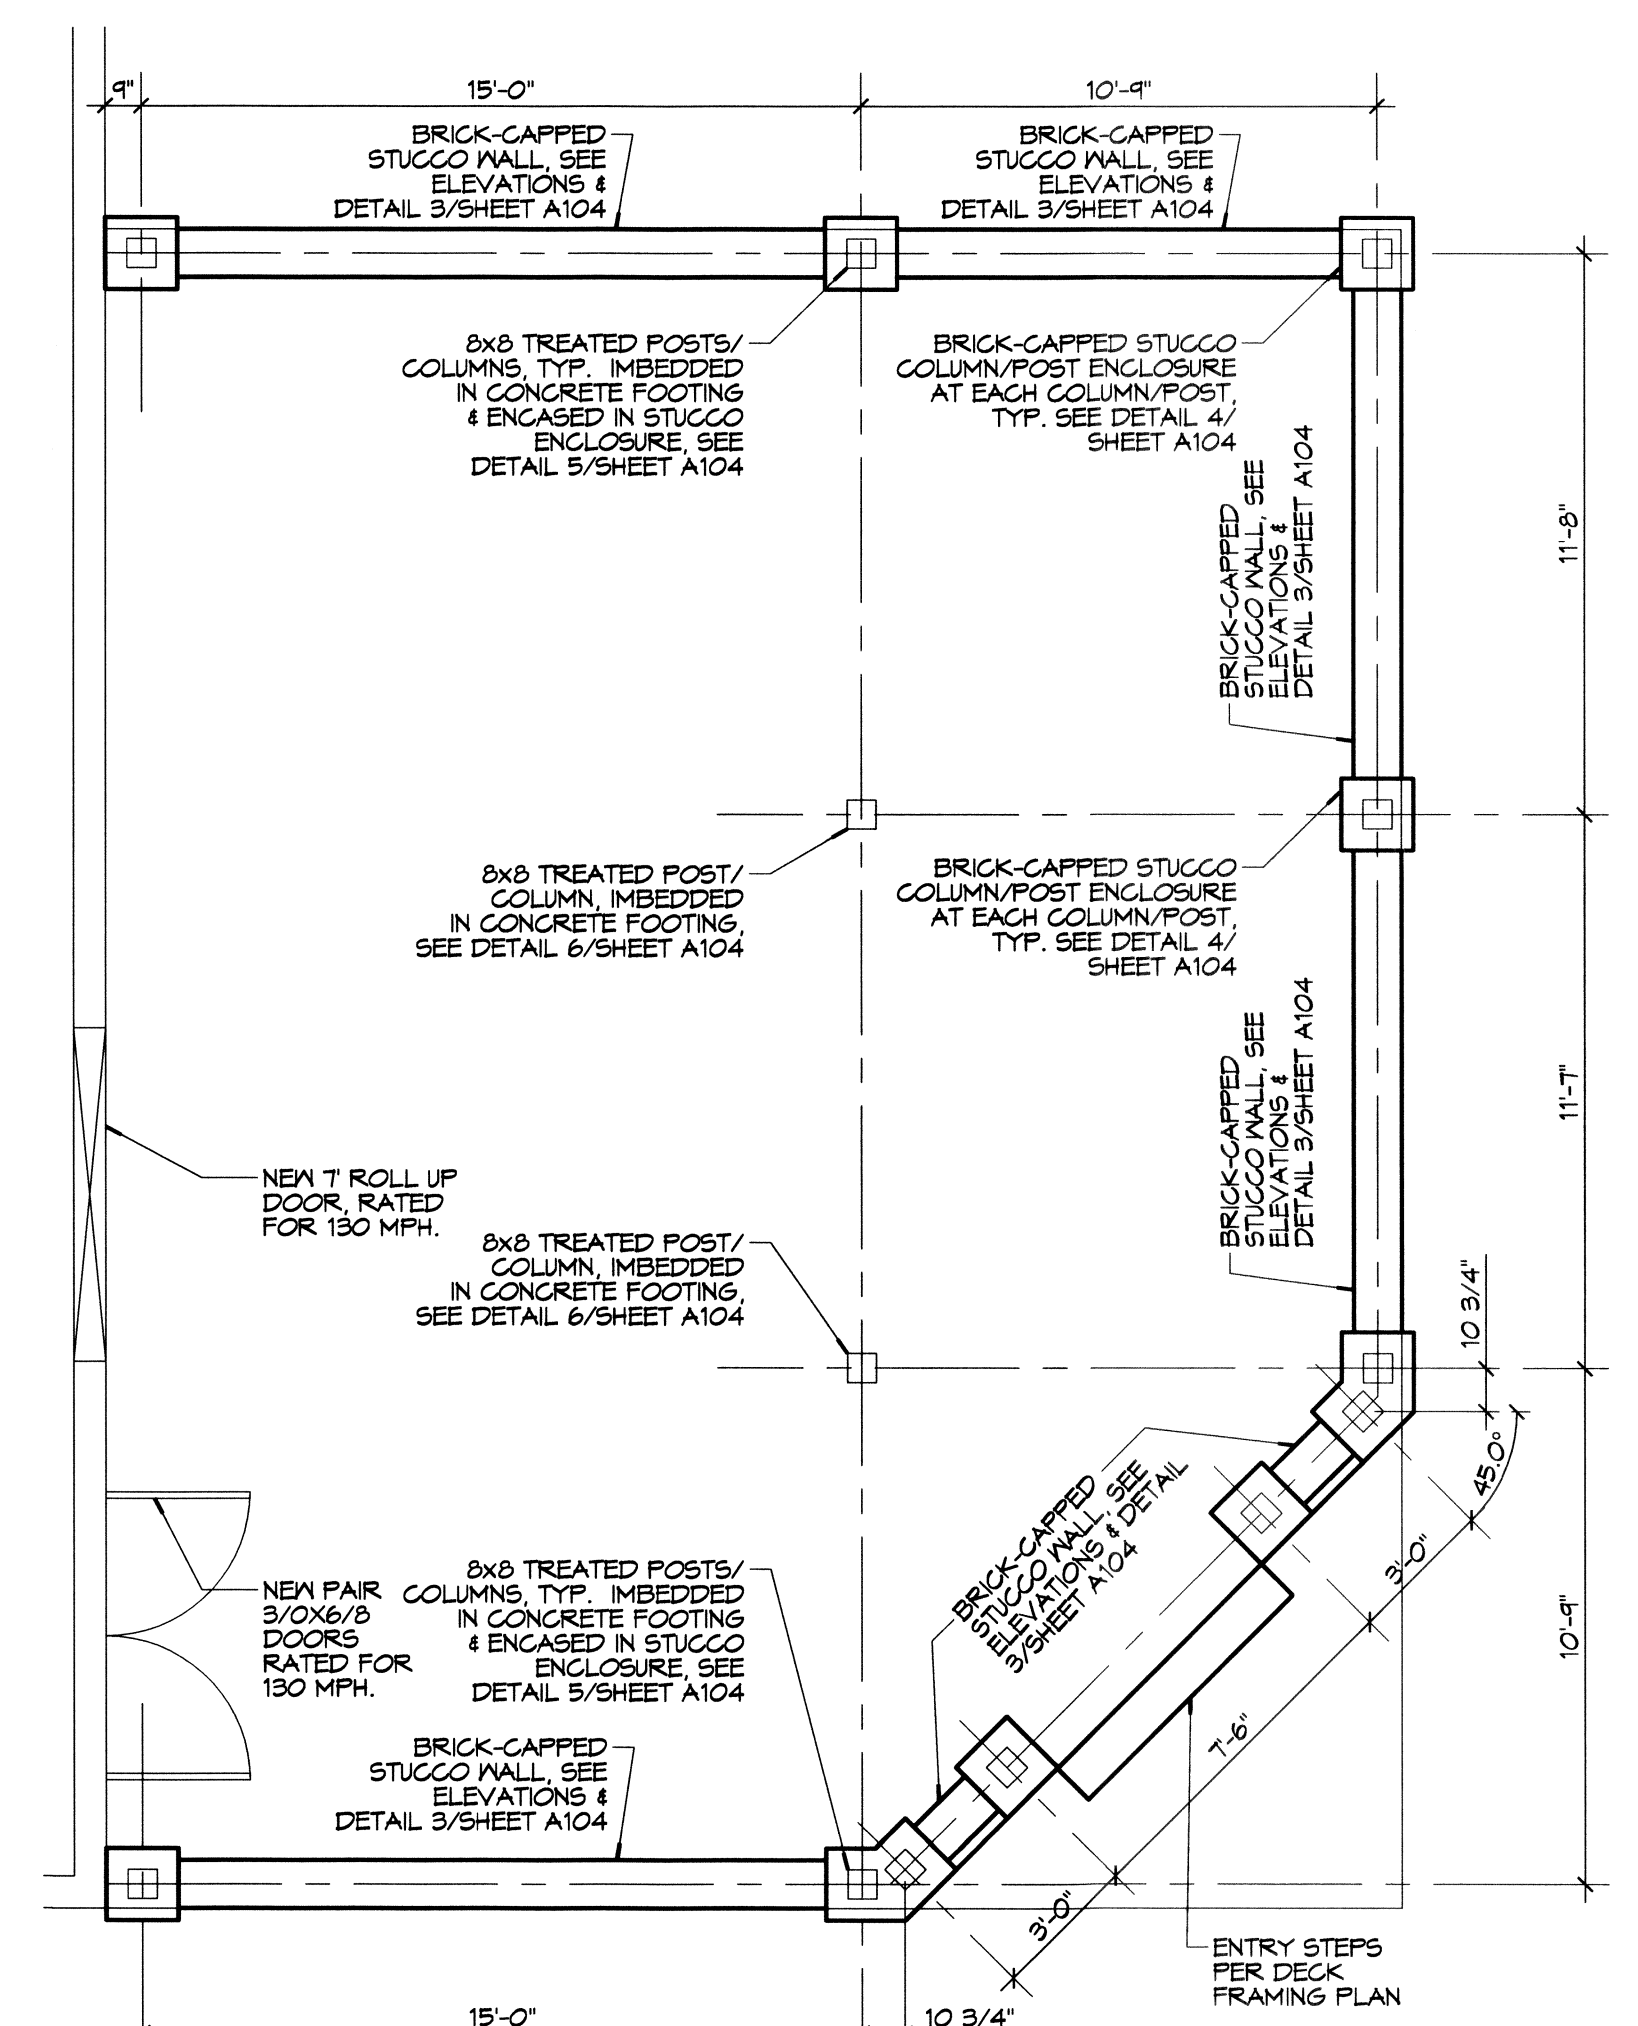 9"
15'-0"
10'-9"
BRICK-CAPPED
STUCCO WALL, SEE
ELEVATIONS &
DETAIL 3/SHEET A104
BRICK-CAPPED
STUCCO WALL, SEE
ELEVATIONS &
DETAIL 3/SHEET A104
8x8 TREATED POSTS/
COLUMNS, TYP. IMBEDDED
IN CONCRETE FOOTING
& ENCASED IN STUCCO
ENCLOSURE, SEE
DETAIL 5/SHEET A104
BRICK-CAPPED STUCCO
COLUMN/POST ENCLOSURE
AT EACH COLUMN/POST,
TYP. SEE DETAIL 4/
SHEET A104
BRICK-CAPPED
STUCCO WALL, SEE
ELEVATIONS &
DETAIL 3/SHEET A104
11'-8"
8x8 TREATED POST/
COLUMN, IMBEDDED
IN CONCRETE FOOTING,
SEE DETAIL 6/SHEET A104
BRICK-CAPPED STUCCO
COLUMN/POST ENCLOSURE
AT EACH COLUMN/POST,
TYP. SEE DETAIL 4/
SHEET A104
BRICK-CAPPED
STUCCO WALL, SEE
ELEVATIONS &
DETAIL 3/SHEET A104
11'-7"
NEW 7' ROLL UP
DOOR, RATED
FOR 130 MPH.
8x8 TREATED POST/
COLUMN, IMBEDDED
IN CONCRETE FOOTING,
SEE DETAIL 6/SHEET A104
10 3/4"
45.0°
BRICK-CAPPED
STUCCO WALL, SEE
ELEVATIONS & DETAIL
3/SHEET A104
3'-0"
10'-9"
NEW PAIR
3/0X6/8
DOORS
RATED FOR
130 MPH.
8x8 TREATED POSTS/
COLUMNS, TYP. IMBEDDED
IN CONCRETE FOOTING
& ENCASED IN STUCCO
ENCLOSURE, SEE
DETAIL 5/SHEET A104
7'-6"
BRICK-CAPPED
STUCCO WALL, SEE
ELEVATIONS &
DETAIL 3/SHEET A104
3'-0"
ENTRY STEPS
PER DECK
FRAMING PLAN
15'-0"
10 3/4"